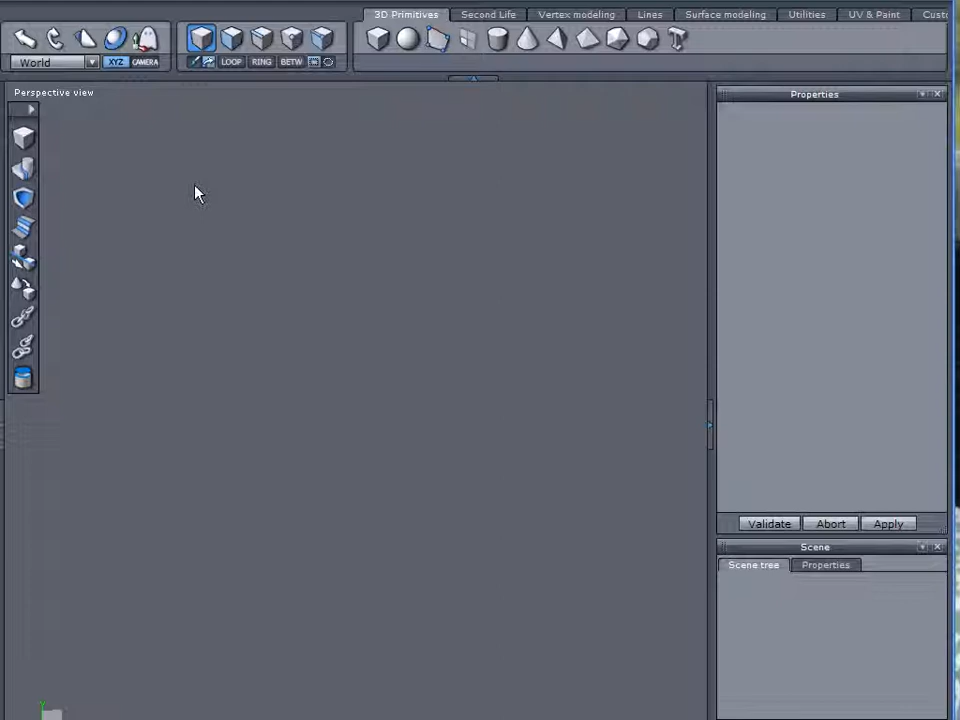 3D Primitives Second Life Vertex modeling Lines Surface modeling Utilities UV & Paint Custo
World XYZ CAMERA LOOP RING BETW
Perspective view
Properties
Validate Abort Apply
Scene
Scene tree Properties
Y